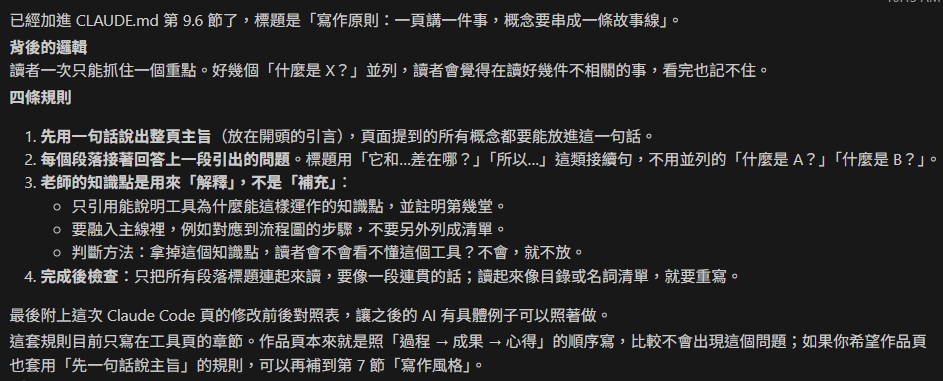 已經加進 CLAUDE.md 第 9.6 節了，標題是「寫作原則：一頁講一件事，概念要串成一條故事線」。
背後的邏輯
讀者一次只能抓住一個重點。好幾個「什麼是 X？」並列，讀者會覺得在讀好幾件不相關的事，看完也記不住。
四條規則
1. 先用一句話說出整頁主旨（放在開頭的引言），頁面提到的所有概念都要能放進這一句話。
2. 每個段落接著回答上一段引出的問題。標題用「它和...差在哪？」「所以...」這類接續句，不用並列的「什麼是 A？」「什麼是 B？」。
3. 老師的知識點是用來「解釋」，不是「補充」：
○ 只引用能說明工具為什麼能這樣運作的知識點，並註明第幾堂。
○ 要融入主線裡，例如對應到流程圖的步驟，不要另外列成清單。
○ 判斷方法：拿掉這個知識點，讀者會不會看不懂這個工具？不會，就不放。
4. 完成後檢查：只把所有段落標題連起來讀，要像一段連貫的話；讀起來像目錄或名詞清單，就要重寫。
最後附上這次 Claude Code 頁的修改前後對照表，讓之後的 AI 有具體例子可以照著做。
這套規則目前只寫在工具頁的章節。作品頁本來就是照「過程 → 成果 → 心得」的順序寫，比較不會出現這個問題；如果你希望作品頁
也套用「先一句話說主旨」的規則，可以再補到第 7 節「寫作風格」。